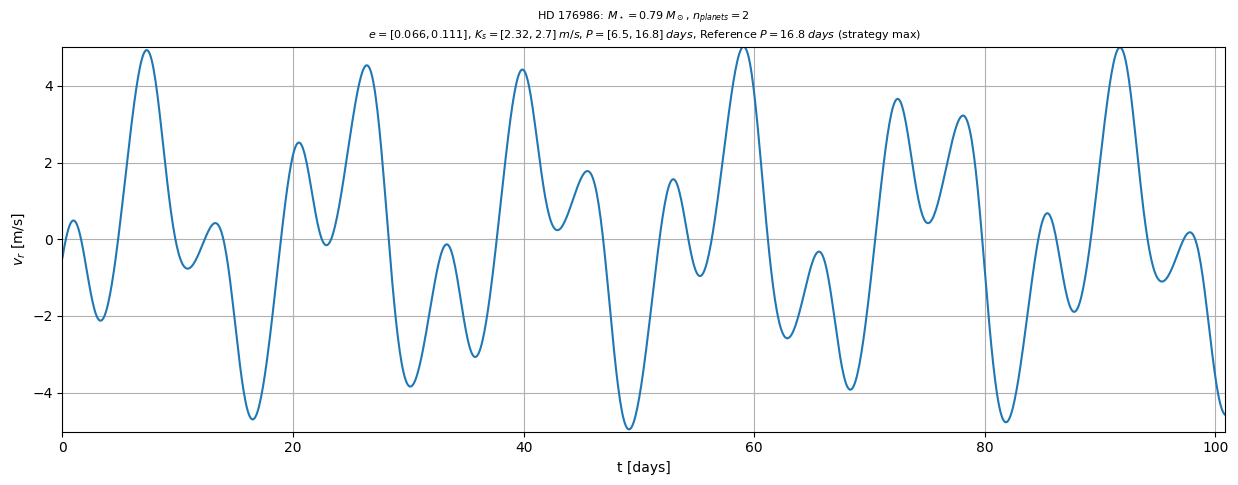 HD 176986: $M_\star = 0.79\ M_\odot$, $n_{planets} = 2$
$e = [0.066, 0.111]$, $K_s = [2.32, 2.7]\ m/s$, $P = [6.5, 16.8]\ days$, Reference $P = 16.8\ days$ (strategy max)
4
2
0
−2
−4
$v_r$ [m/s]
0 20 40 60 80 100
t [days]